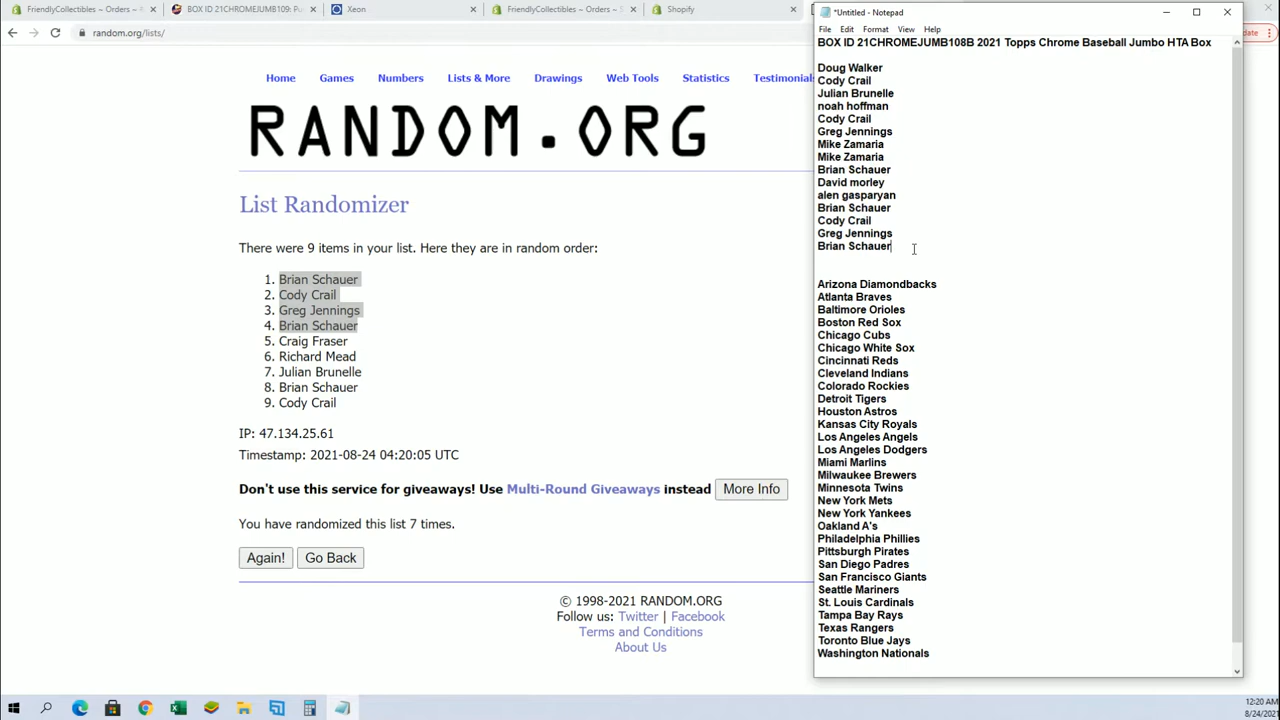 FriendlyCollectibles – Orders – S
BOX ID 21CHROMEJUMB109: Pu
Xeon
FriendlyCollectibles – Orders – S
Shopify
random.org/lists/
Home Games Numbers Lists & More Drawings Web Tools Statistics Testimonials
RANDOM.ORG
List Randomizer
There were 9 items in your list. Here they are in random order:
1. Brian Schauer
2. Cody Crail
3. Greg Jennings
4. Brian Schauer
5. Craig Fraser
6. Richard Mead
7. Julian Brunelle
8. Brian Schauer
9. Cody Crail
IP: 47.134.25.61
Timestamp: 2021-08-24 04:20:05 UTC
Don't use this service for giveaways! Use Multi-Round Giveaways instead More Info
You have randomized this list 7 times.
Again! Go Back
© 1998-2021 RANDOM.ORG
Follow us: Twitter | Facebook
Terms and Conditions
About Us
*Untitled - Notepad
File Edit Format View Help
BOX ID 21CHROMEJUMB108B 2021 Topps Chrome Baseball Jumbo HTA Box
Doug Walker
Cody Crail
Julian Brunelle
noah hoffman
Cody Crail
Greg Jennings
Mike Zamaria
Mike Zamaria
Brian Schauer
David morley
alen gasparyan
Brian Schauer
Cody Crail
Greg Jennings
Brian Schauer
Arizona Diamondbacks
Atlanta Braves
Baltimore Orioles
Boston Red Sox
Chicago Cubs
Chicago White Sox
Cincinnati Reds
Cleveland Indians
Colorado Rockies
Detroit Tigers
Houston Astros
Kansas City Royals
Los Angeles Angels
Los Angeles Dodgers
Miami Marlins
Milwaukee Brewers
Minnesota Twins
New York Mets
New York Yankees
Oakland A's
Philadelphia Phillies
Pittsburgh Pirates
San Diego Padres
San Francisco Giants
Seattle Mariners
St. Louis Cardinals
Tampa Bay Rays
Texas Rangers
Toronto Blue Jays
Washington Nationals
12:20 AM
8/24/2021